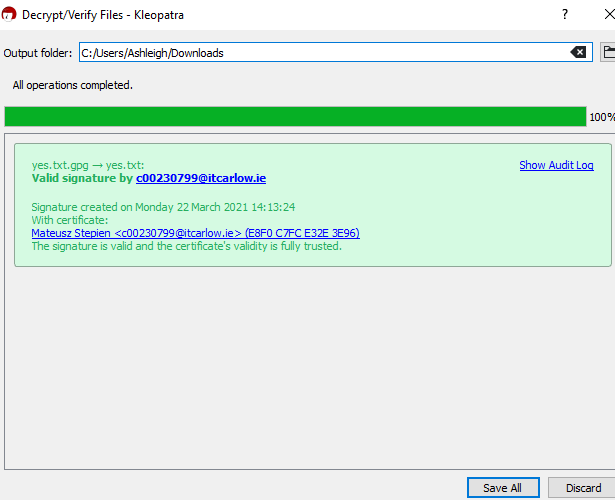 Decrypt/Verify Files - Kleopatra
Output folder: C:/Users/Ashleigh/Downloads
All operations completed.
100%
yes.txt.gpg → yes.txt: Show Audit Log
Valid signature by c00230799@itcarlow.ie
Signature created on Monday 22 March 2021 14:13:24
With certificate:
Mateusz Stepien <c00230799@itcarlow.ie> (E8F0 C7FC E32E 3E96)
The signature is valid and the certificate's validity is fully trusted.
Save All Discard